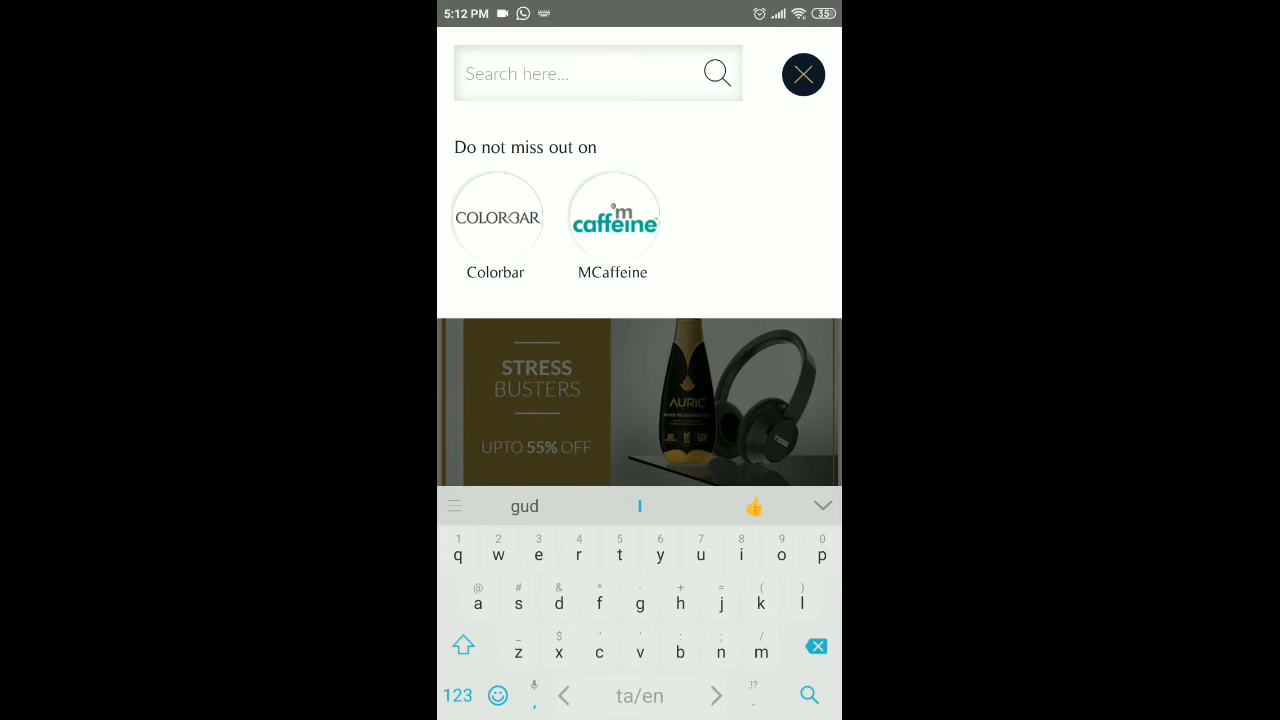 5:12 PM
35
Search here...
Do not miss out on
COLORBAR
'm
caffeine
Colorbar
MCaffeine
STRESS
BUSTERS
UPTO 55% OFF
AURIC
gud I 👍
1 2 3 4 5 6 7 8 9 0
q w e r t y u i o p
@ # & * - + = ( )
a s d f g h j k l
_ $ " ' : ; /
z x c v b n m
123 , ta/en ,!? .